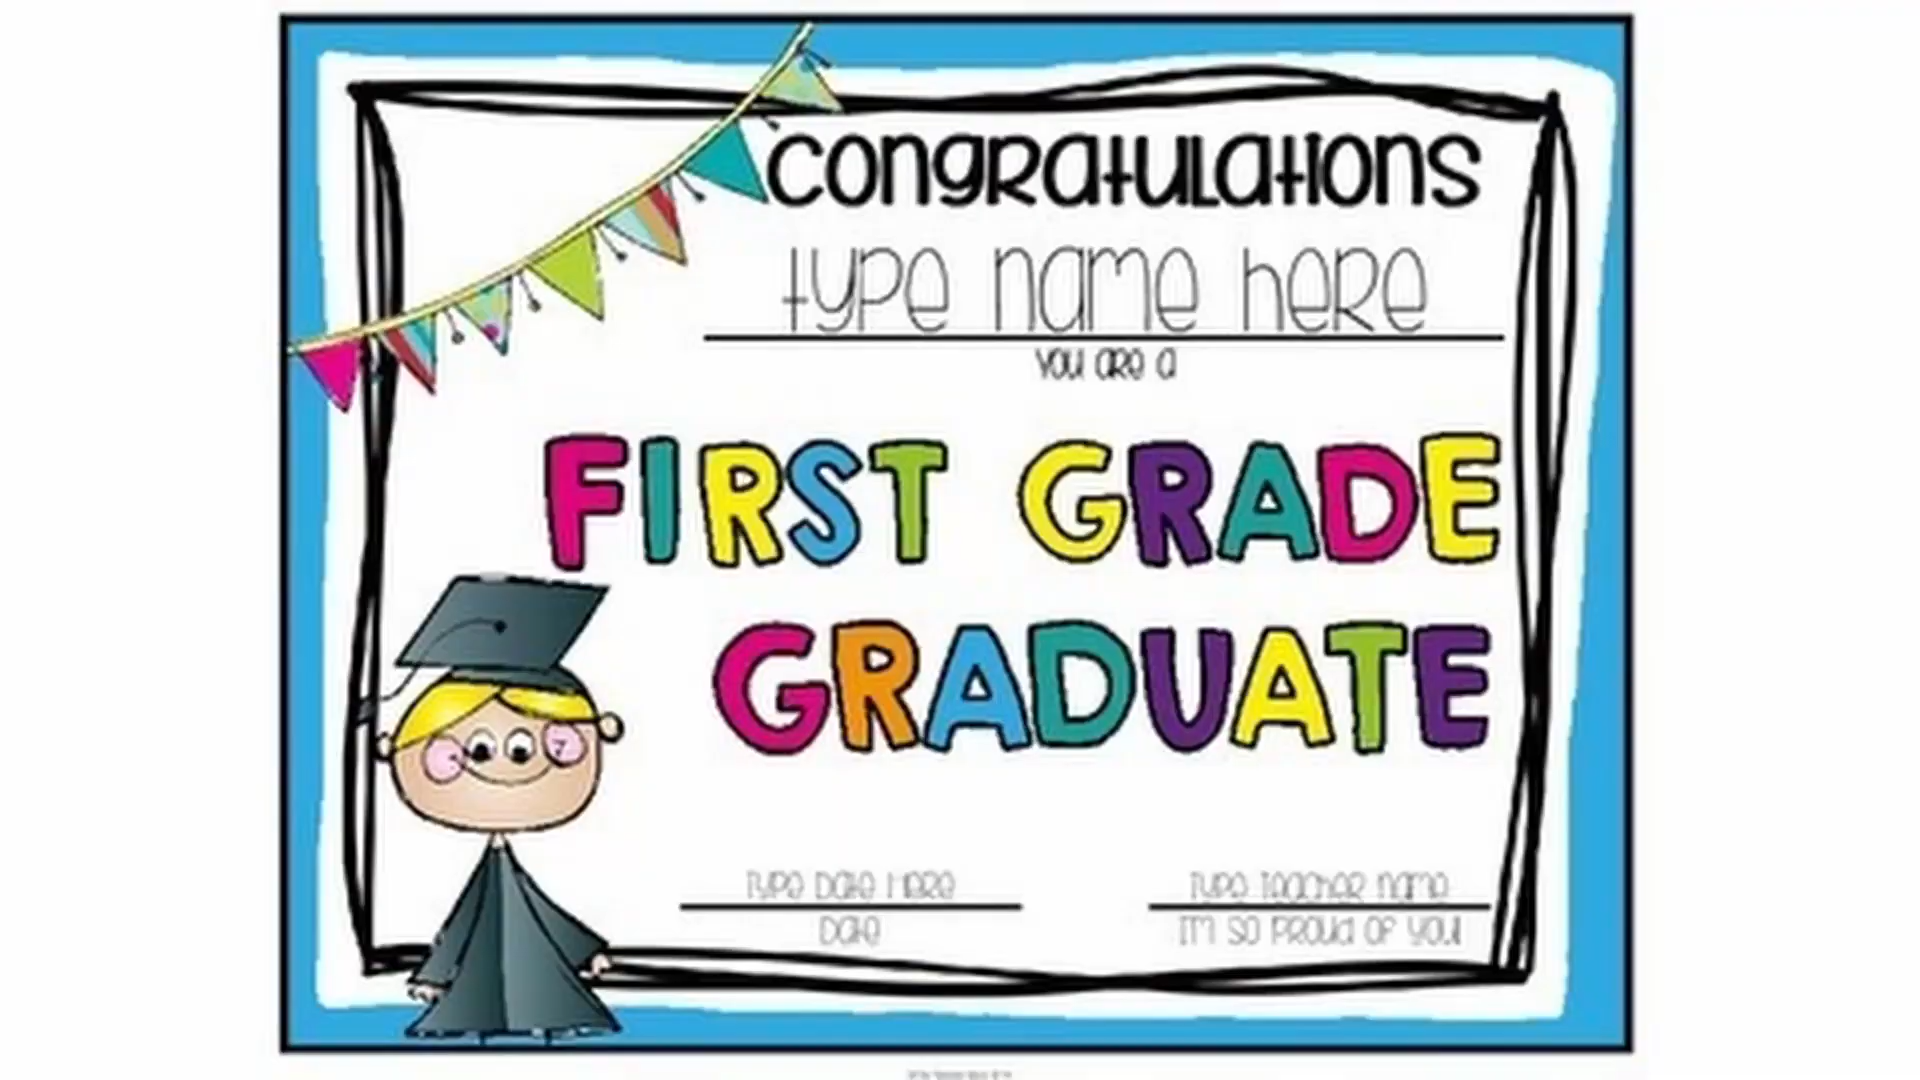 congratulations
type name here
you are a
FIRST GRADE
GRADUATE
Type Date Here
Type Teacher Name
Date
I'm so proud of you!